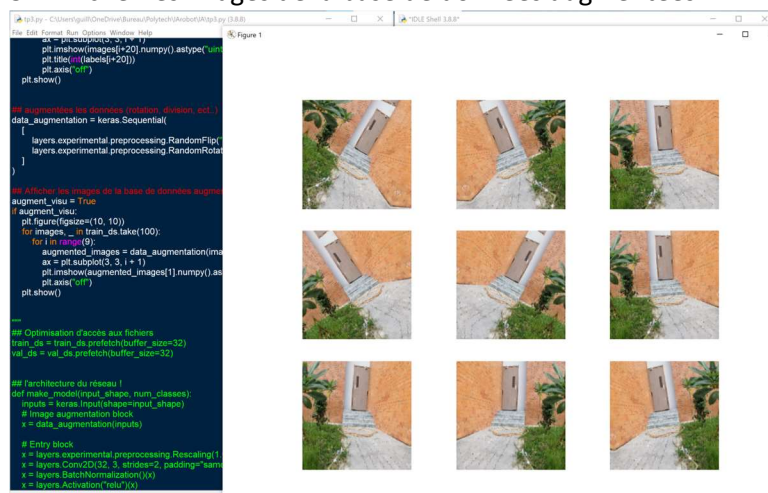 tp3.py - C:\Users\guill\OneDrive\Bureau\Polytech\Arobot\IA\tp3.py (3.8.8)
*IDLE Shell 3.8.8*
File Edit Format Run Options Window Help
Figure 1
ax = plt.subplot(3, 3, i + 1)
plt.imshow(images[i+20].numpy().astype("uint
plt.title(int(labels[i+20]))
plt.axis("off")
plt.show()
## augmentées les données (rotation, division, ect..)
data_augmentation = keras.Sequential(
[
layers.experimental.preprocessing.RandomFlip("
layers.experimental.preprocessing.RandomRotat
]
)
## Afficher les images de la base de données augme
augment_visu = True
if augment_visu:
plt.figure(figsize=(10, 10))
for images, _ in train_ds.take(100):
for i in range(9):
augmented_images = data_augmentation(ima
ax = plt.subplot(3, 3, i + 1)
plt.imshow(augmented_images[1].numpy().as
plt.axis("off")
plt.show()
"""
## Optimisation d'accès aux fichiers
train_ds = train_ds.prefetch(buffer_size=32)
val_ds = val_ds.prefetch(buffer_size=32)
## l'architecture du réseau !
def make_model(input_shape, num_classes):
inputs = keras.Input(shape=input_shape)
# Image augmentation block
x = data_augmentation(inputs)
# Entry block
x = layers.experimental.preprocessing.Rescaling(1.
x = layers.Conv2D(32, 3, strides=2, padding="sam
x = layers.BatchNormalization()(x)
x = layers.Activation("relu")(x)